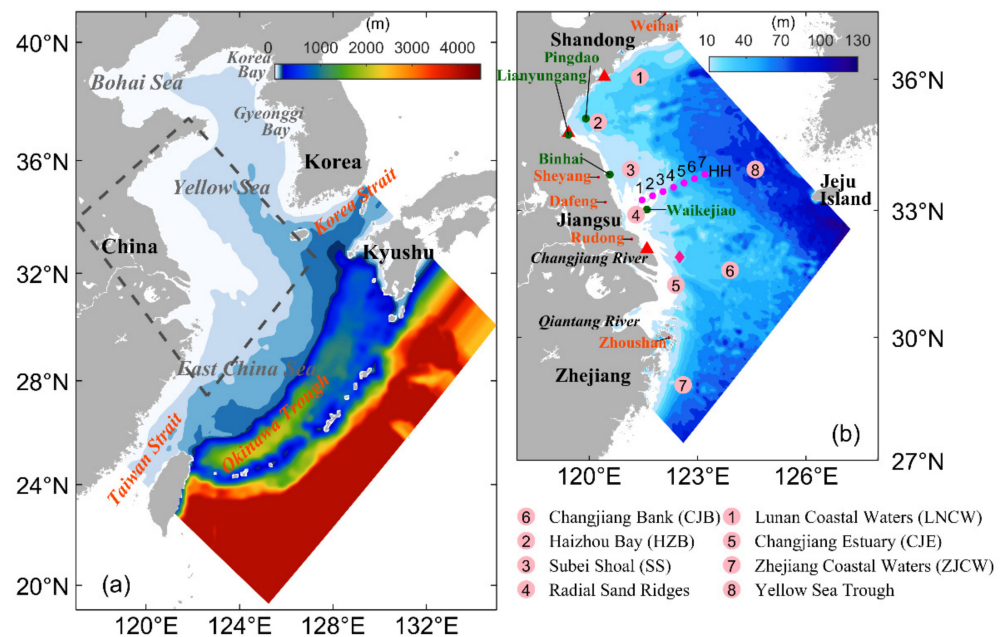 (m)
0 1000 2000 3000 4000
40°N
36°N
32°N
28°N
24°N
20°N
Korea
Bay
Bohai Sea
Gyeonggi
Bay
Korea
Yellow Sea
Korea Strait
China
Kyushu
East China Sea
Okinawa Trough
Taiwan Strait
(a)
120°E 124°E 128°E 132°E
Weihai
(m)
10 40 70 100 130
Shandong
Pingdao
Lianyungang
1
36°N
2
Binhai
3
Sheyang
1 2 3 4 5 6 7 HH
8
Jeju
Island
Dafeng
4
Waikejiao
33°N
Jiangsu
Rudong
Changjiang River
6
5
Qiantang River
Zhoushan
30°N
Zhejiang
7
(b)
27°N
120°E 123°E 126°E
6 Changjiang Bank (CJB) 1 Lunan Coastal Waters (LNCW)
2 Haizhou Bay (HZB) 5 Changjiang Estuary (CJE)
3 Subei Shoal (SS) 7 Zhejiang Coastal Waters (ZJCW)
4 Radial Sand Ridges 8 Yellow Sea Trough